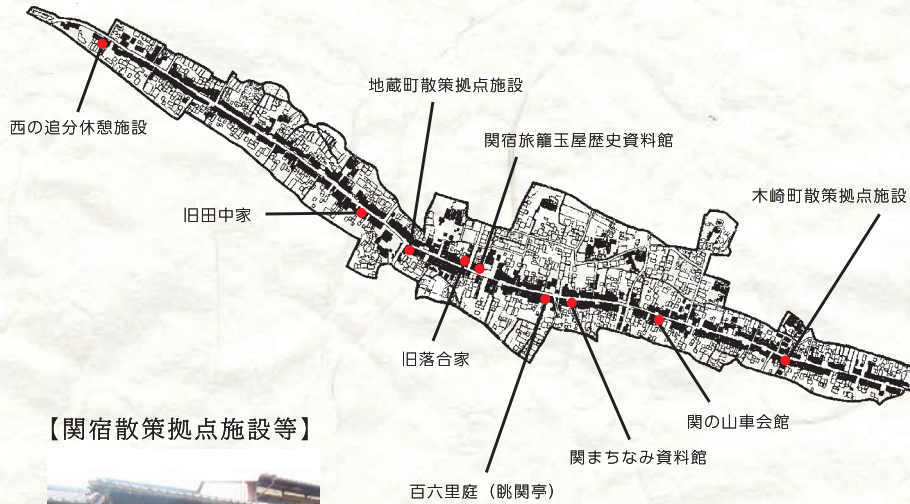 地蔵町散策拠点施設
西の追分休憩施設
関宿旅籠玉屋歴史資料館
木崎町散策拠点施設
旧田中家
旧落合家
関の山車会館
【関宿散策拠点施設等】
関まちなみ資料館
百六里庭（眺関亭）